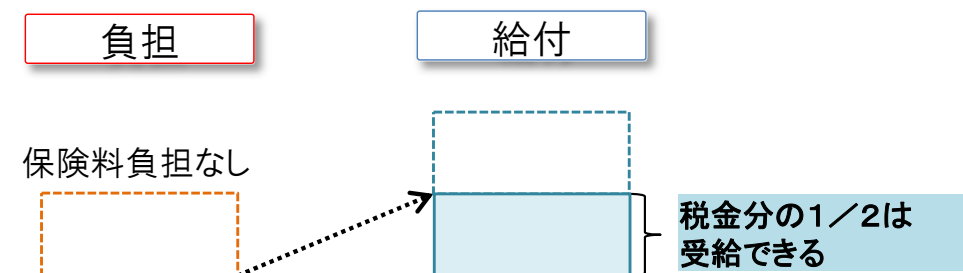 負担
給付
保険料負担なし
税金分の1／2は
受給できる